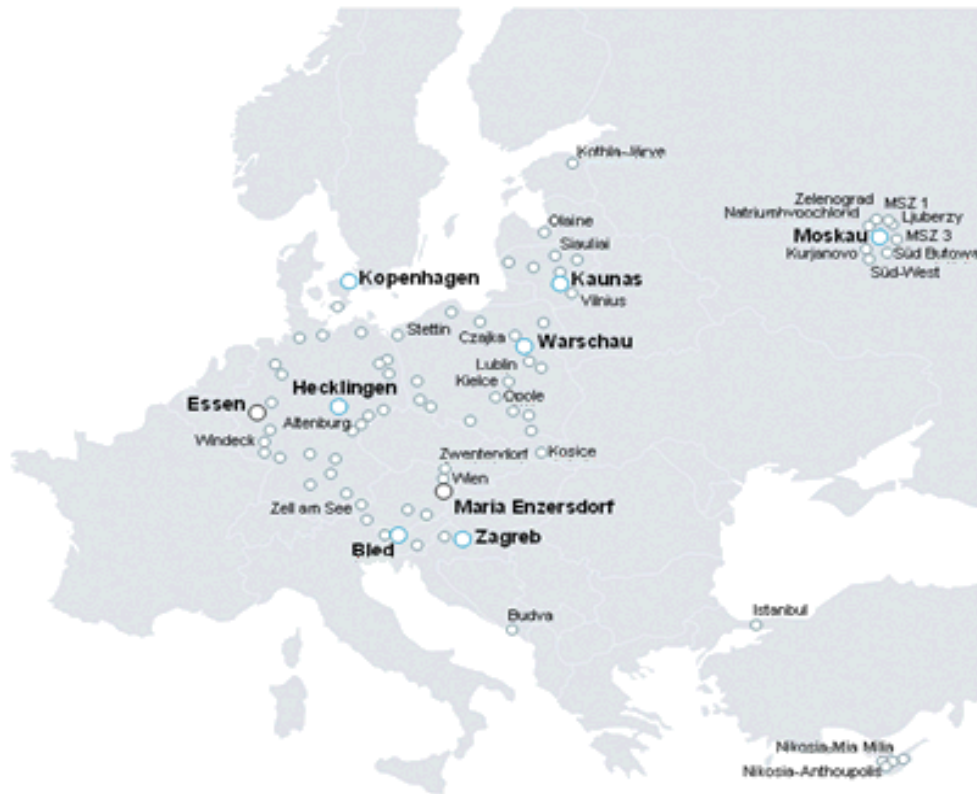 Kothla-Järve
Zelenograd
MSZ 1
Ljuberzy
Olaine
Moskau
MSZ 3
Siauliai
Kurjanovo
Süd Butowo
Süd-West
Kopenhagen
Kaunas
Vilnius
Stettin
Czajka
Warschau
Lublin
Hecklingen
Kielce
Opole
Essen
Altenburg
Windeck
Zwentendorf
Kosice
Wien
Maria Enzersdorf
Zell am See
Bled
Zagreb
Budva
Istanbul
Nikosia-Mia Milia
Nikosia-Anthoupolis